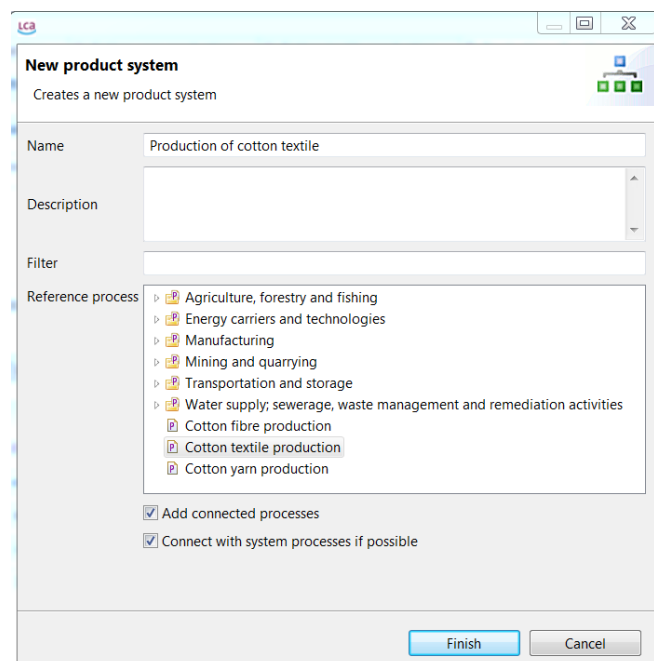 LCA
New product system
Creates a new product system
Name Production of cotton textile
Description
Filter
Reference process
Agriculture, forestry and fishing
Energy carriers and technologies
Manufacturing
Mining and quarrying
Transportation and storage
Water supply; sewerage, waste management and remediation activities
Cotton fibre production
Cotton textile production
Cotton yarn production
Add connected processes
Connect with system processes if possible
Finish Cancel